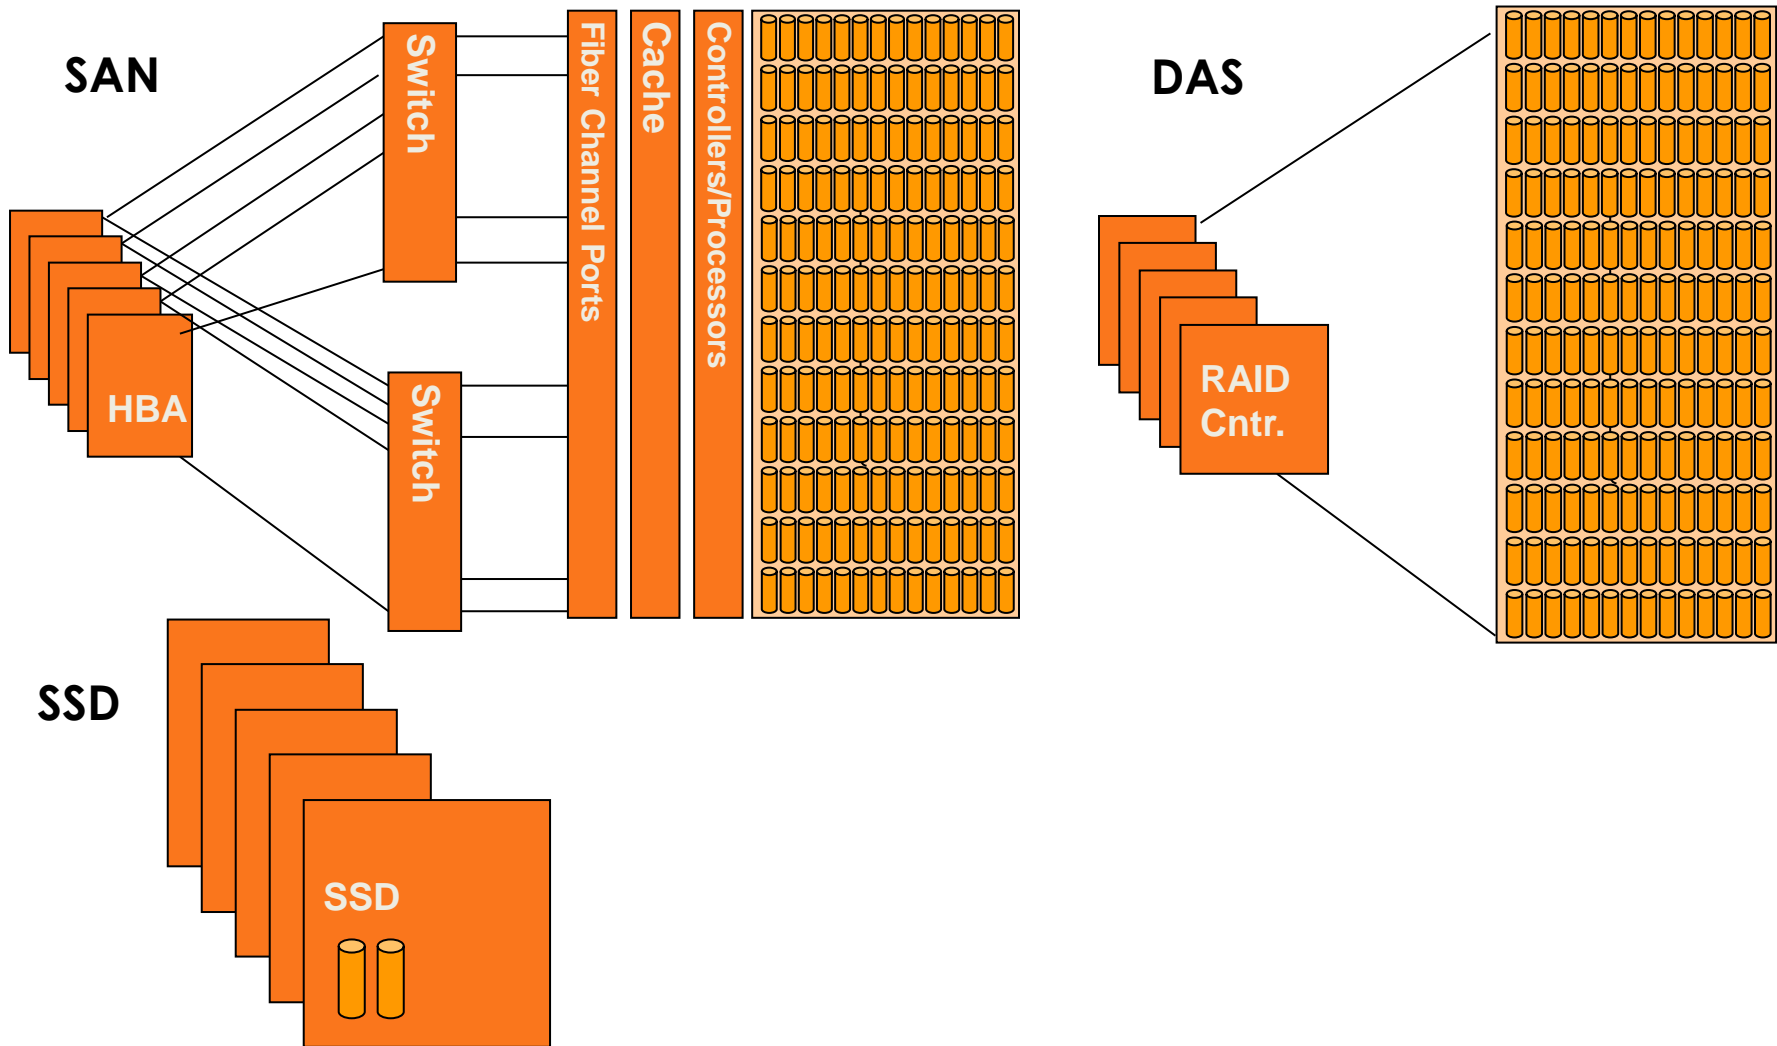 SAN
Switch
Fiber Channel Ports
Cache
Controllers/Processors
HBA
Switch
DAS
RAID
Cntr.
SSD
SSD